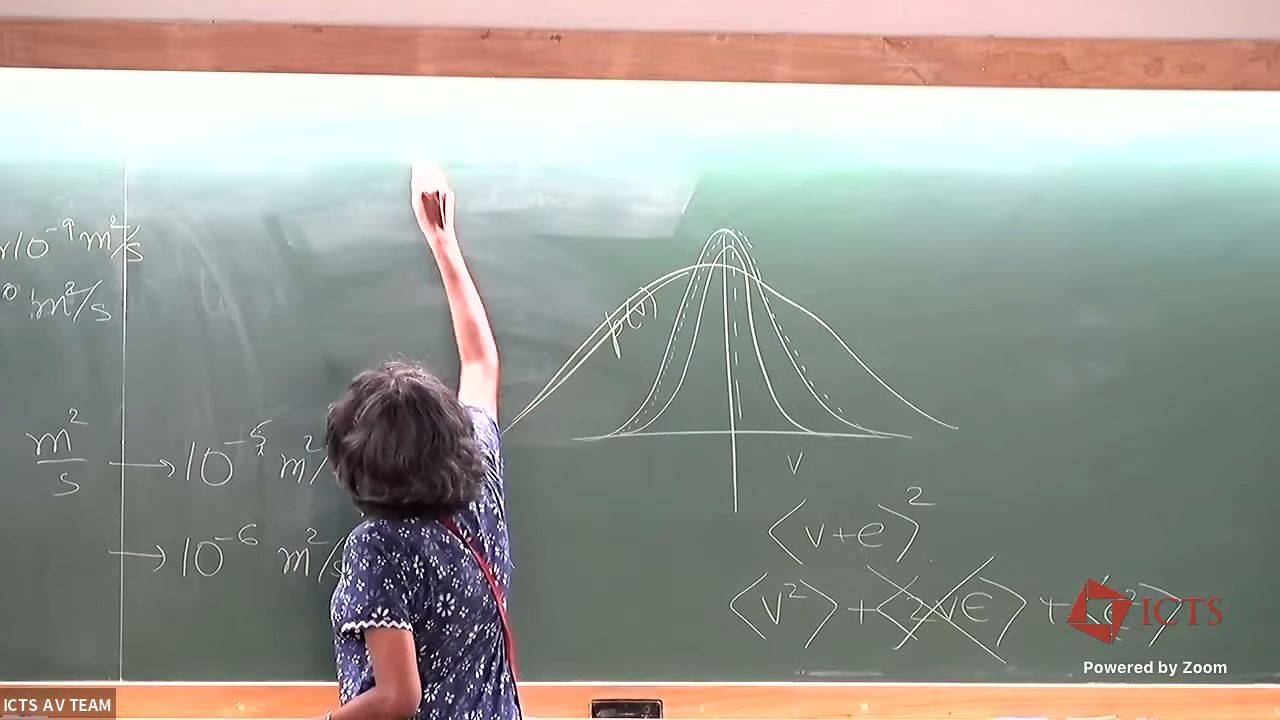 10⁻⁹ m²/s
m²/s
m²/s → 10⁻⁵ m²/
→ 10⁻⁶ m²/s
p(v)
v
⟨v+e⟩²
⟨v²⟩ + ⟨2vϵ⟩ + ⟨e²⟩
ICTS
Powered by Zoom
ICTS AV TEAM